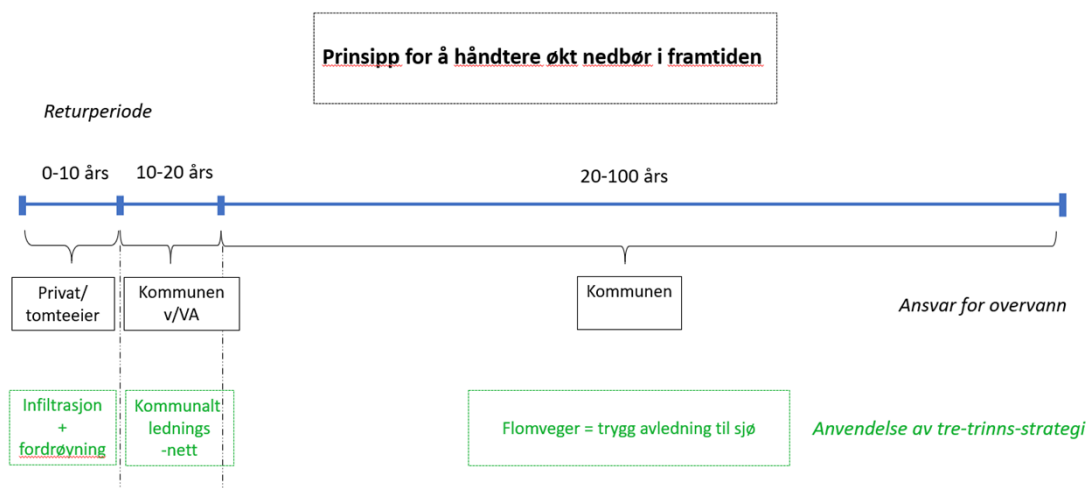 Prinsipp for å håndtere økt nedbør i framtiden
Returperiode
0-10 års
10-20 års
20-100 års
Privat/
tomteeier
Kommunen
v/VA
Kommunen
Ansvar for overvann
Infiltrasjon
+
fordrøyning
Kommunalt
lednings
-nett
Flomveger = trygg avledning til sjø
Anvendelse av tre-trinns-strategi